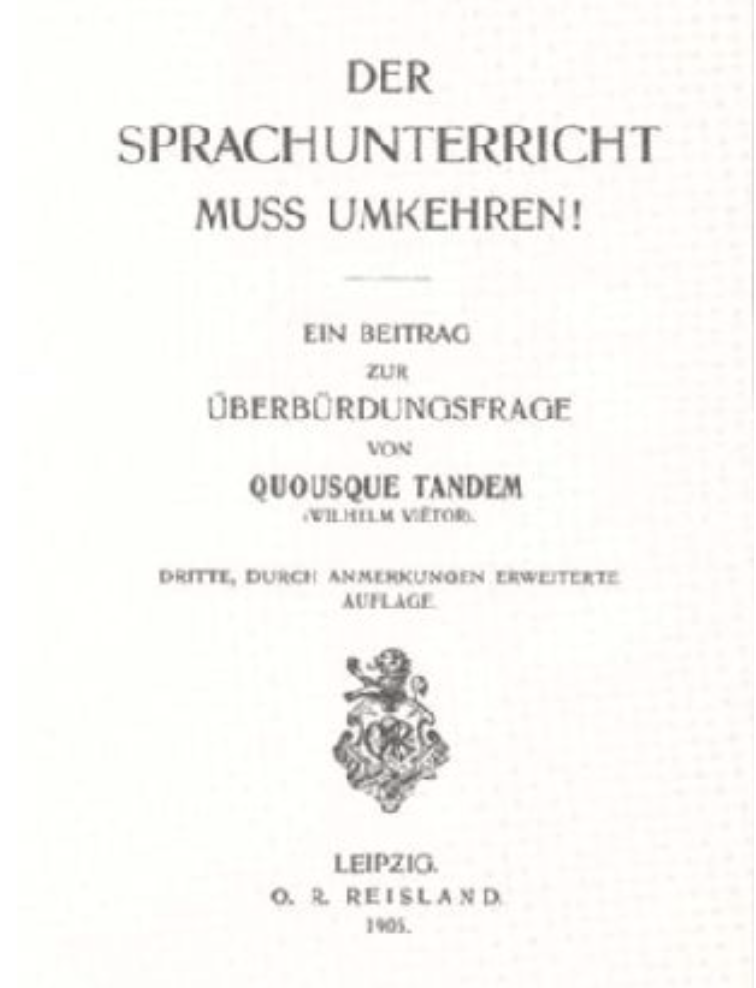 DER
SPRACHUNTERRICHT
MUSS UMKEHREN!
EIN BEITRAG
ZUR
ÜBERBÜRDUNGSFRAGE
VON
QUOUSQUE TANDEM
(WILHELM VIËTOR).
DRITTE, DURCH ANMERKUNGEN ERWEITERTE
AUFLAGE.
LEIPZIG.
O. R. REISLAND.
1905.